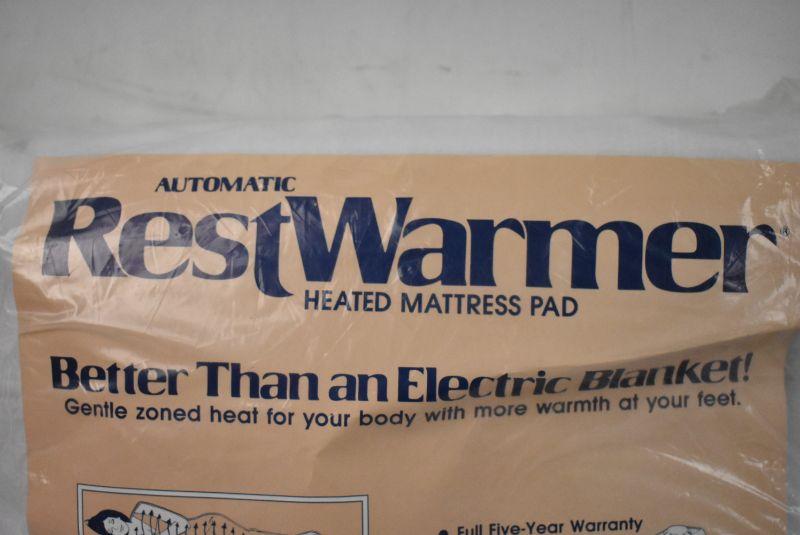 AUTOMATIC
RestWarmer®
HEATED MATTRESS PAD
Better Than an Electric Blanket!
Gentle zoned heat for your body with more warmth at your feet.
• Full Five-Year Warranty